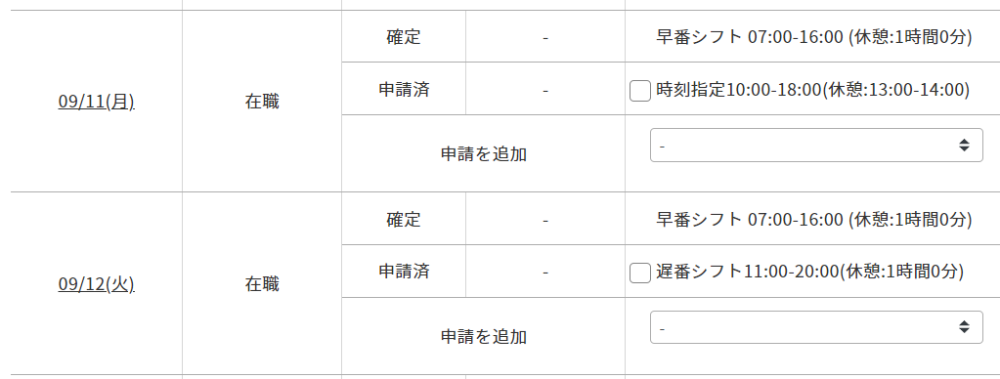 確定 - 早番シフト 07:00-16:00 (休憩:1時間0分)
09/11(月) 在職 申請済 - 時刻指定10:00-18:00(休憩:13:00-14:00)
申請を追加 -
確定 - 早番シフト 07:00-16:00 (休憩:1時間0分)
09/12(火) 在職 申請済 - 遅番シフト11:00-20:00(休憩:1時間0分)
申請を追加 -